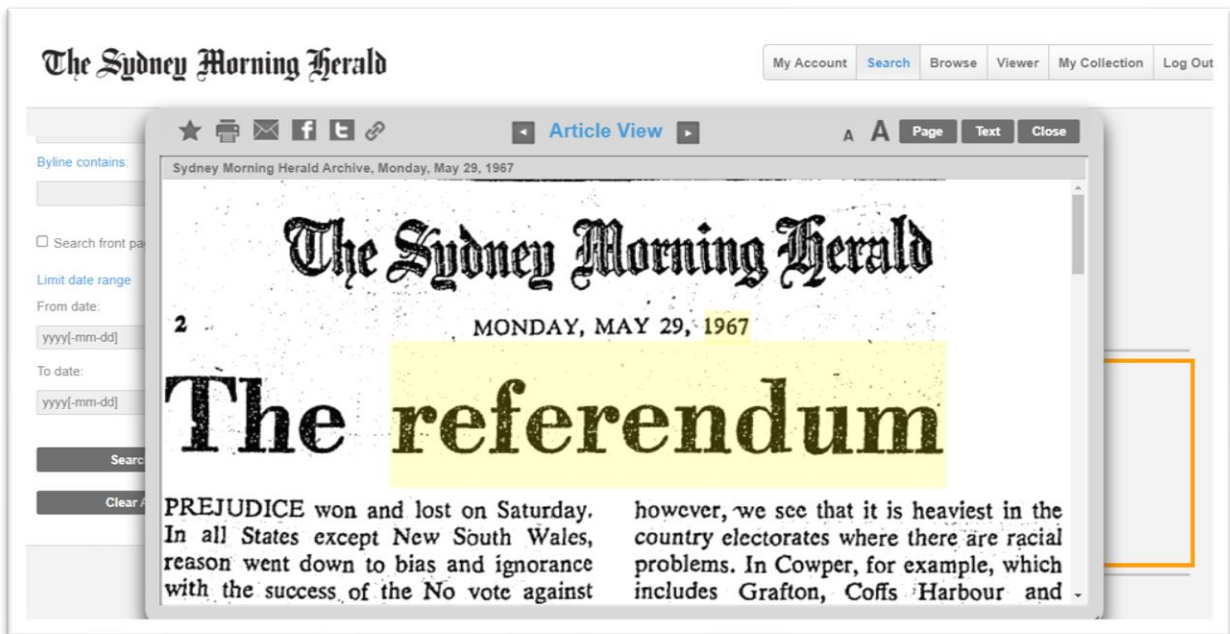 The Sydney Morning Herald
My Account Search Browse Viewer My Collection Log Out
Article View
A A Page Text Close
Byline contains:
Search front pa
Limit date range
From date:
yyyy[-mm-dd]
To date:
yyyy[-mm-dd]
Searc
Clear A
Sydney Morning Herald Archive, Monday, May 29, 1967
The Sydney Morning Herald
2 MONDAY, MAY 29, 1967
The referendum
PREJUDICE won and lost on Saturday.
In all States except New South Wales,
reason went down to bias and ignorance
with the success of the No vote against
however, we see that it is heaviest in the
country electorates where there are racial
problems. In Cowper, for example, which
includes Grafton, Coffs Harbour and